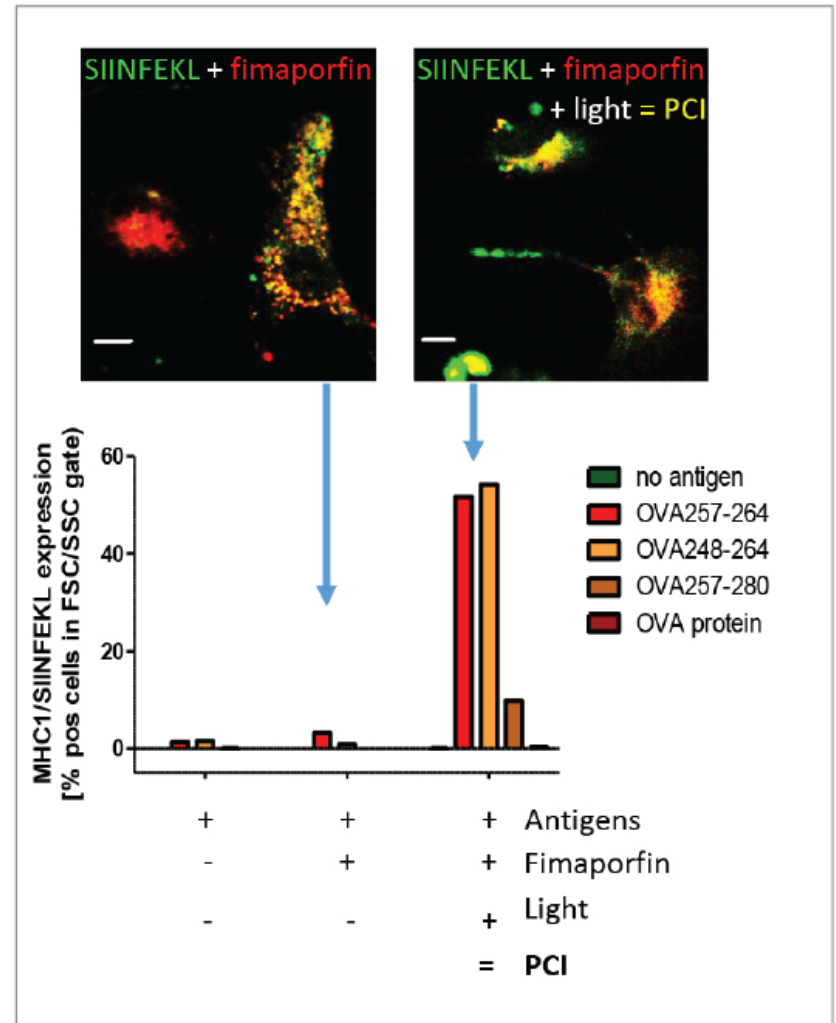 SIINFEKL + fimaporfin
SIINFEKL + fimaporfin
+ light = PCI
MHC1/SIINFEKL expression
[% pos cells in FSC/SSC gate)
60
40
20
0
no antigen
OVA257-264
OVA248-264
OVA257-280
OVA protein
+ + + Antigens
- + + Fimaporfin
- - + Light
= PCI